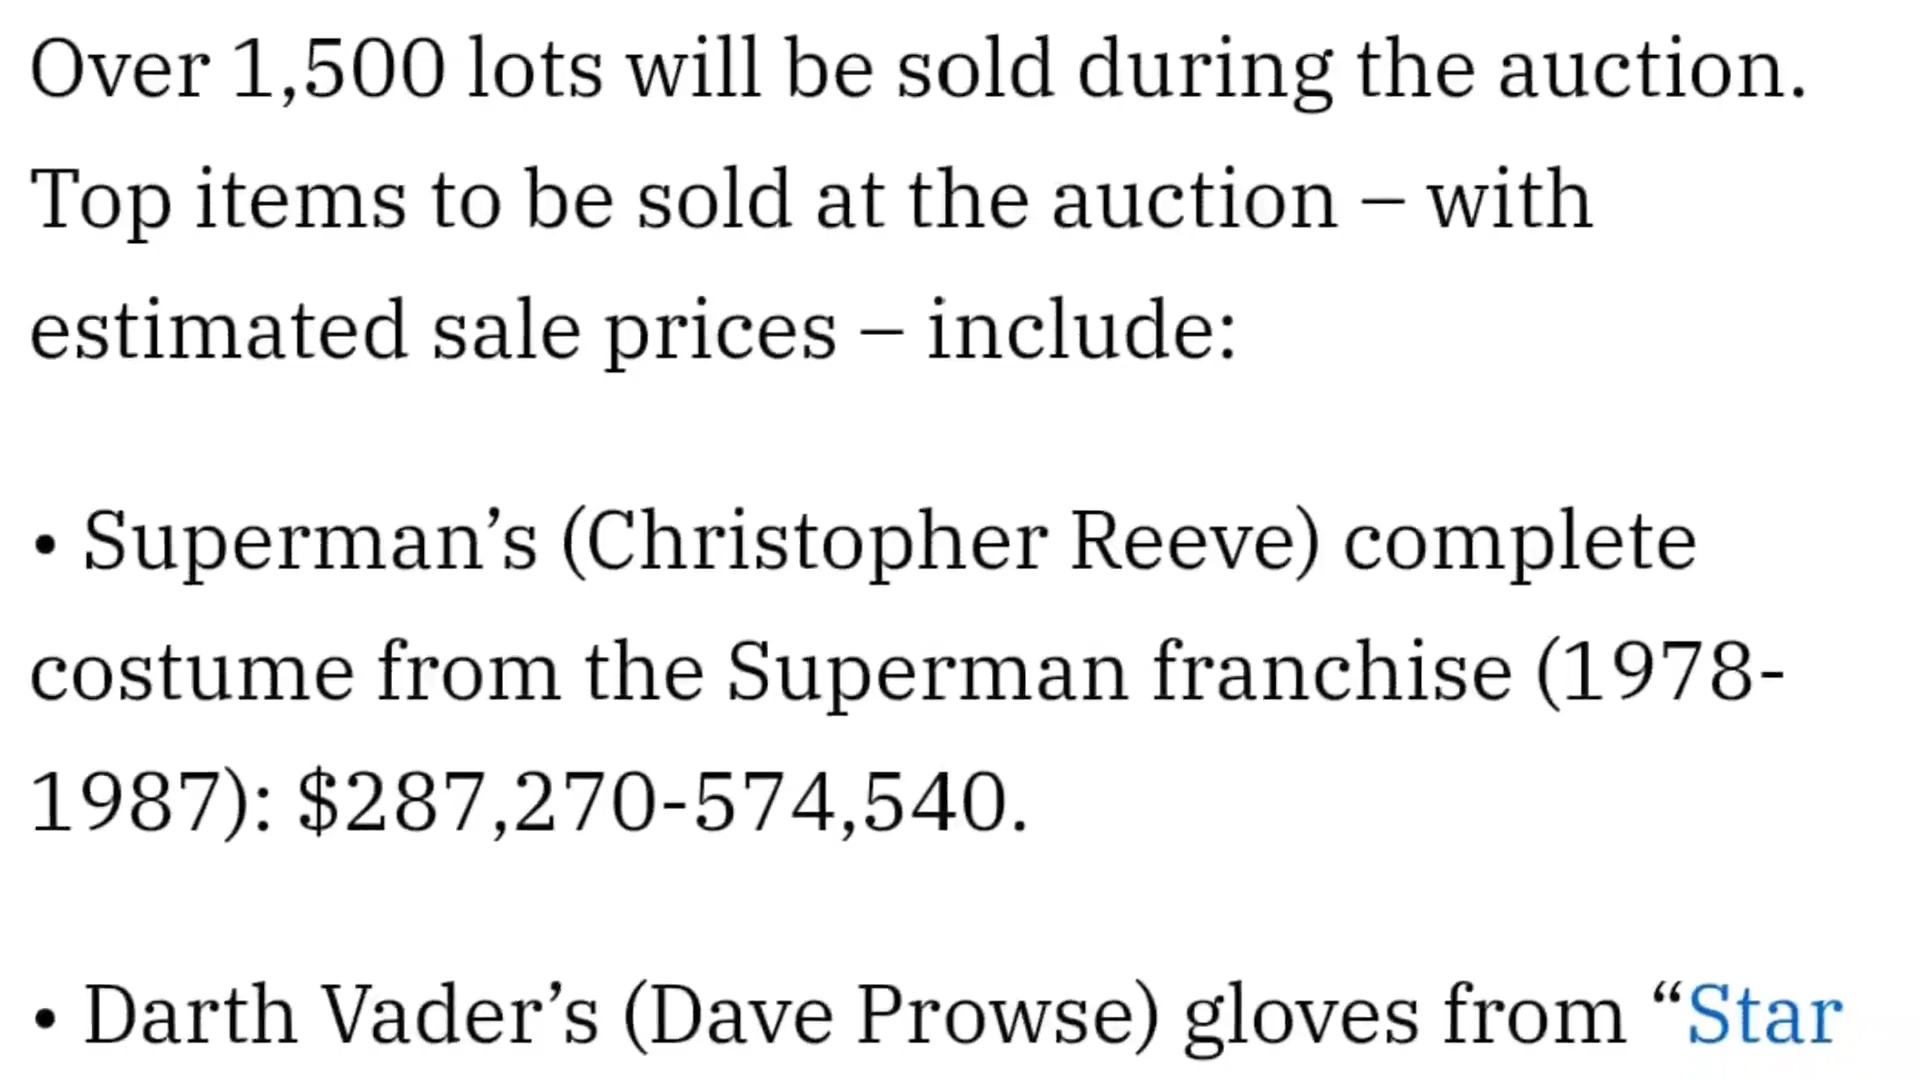 Over 1,500 lots will be sold during the auction.
Top items to be sold at the auction – with
estimated sale prices – include:
• Superman’s (Christopher Reeve) complete
costume from the Superman franchise (1978-
1987): $287,270-574,540.
• Darth Vader’s (Dave Prowse) gloves from “Star